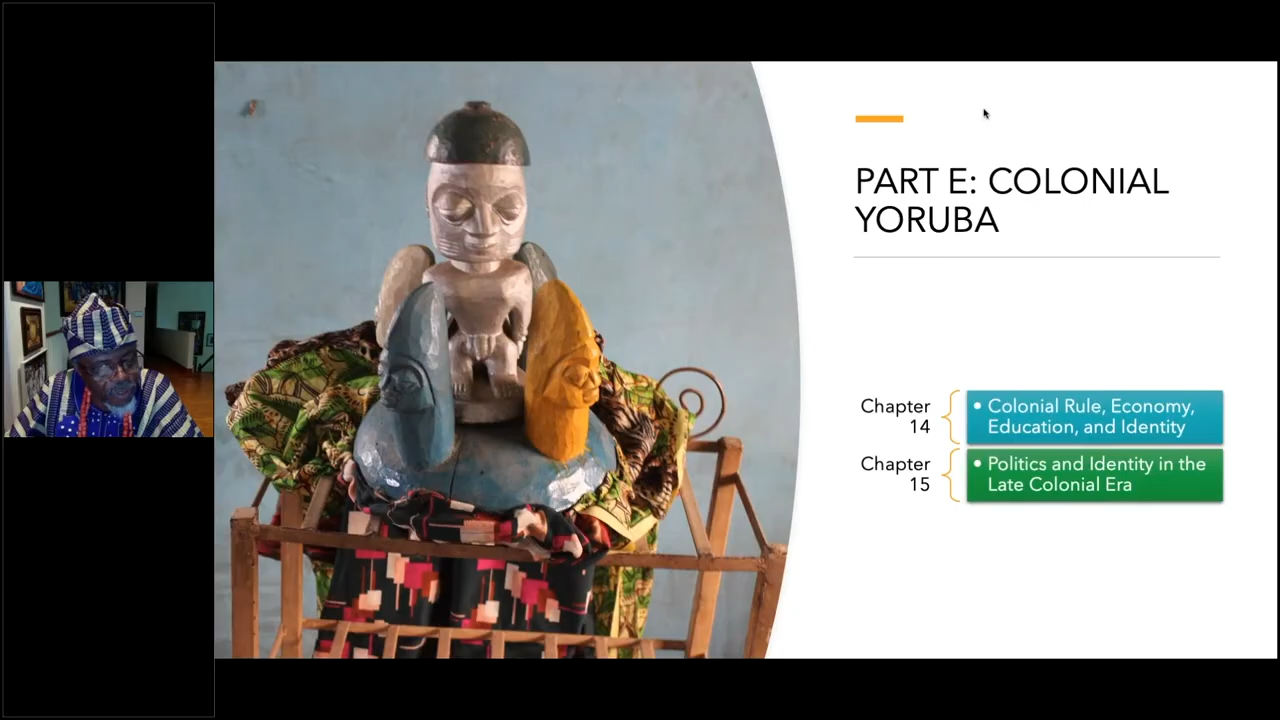 PART E: COLONIAL
YORUBA
Chapter
14
• Colonial Rule, Economy,
Education, and Identity
Chapter
15
• Politics and Identity in the
Late Colonial Era